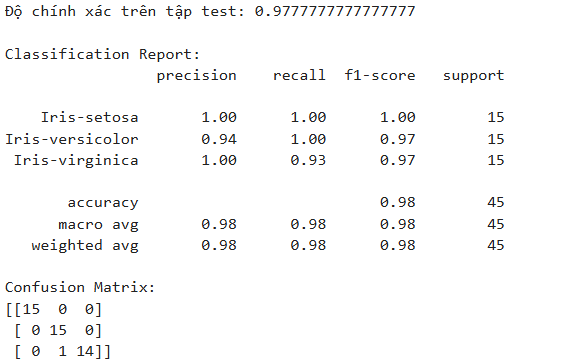 Độ chính xác trên tập test: 0.9777777777777777
Classification Report:
precision recall f1-score support
Iris-setosa 1.00 1.00 1.00 15
Iris-versicolor 0.94 1.00 0.97 15
Iris-virginica 1.00 0.93 0.97 15
accuracy 0.98 45
macro avg 0.98 0.98 0.98 45
weighted avg 0.98 0.98 0.98 45
Confusion Matrix:
[[15 0 0]
[ 0 15 0]
[ 0 1 14]]